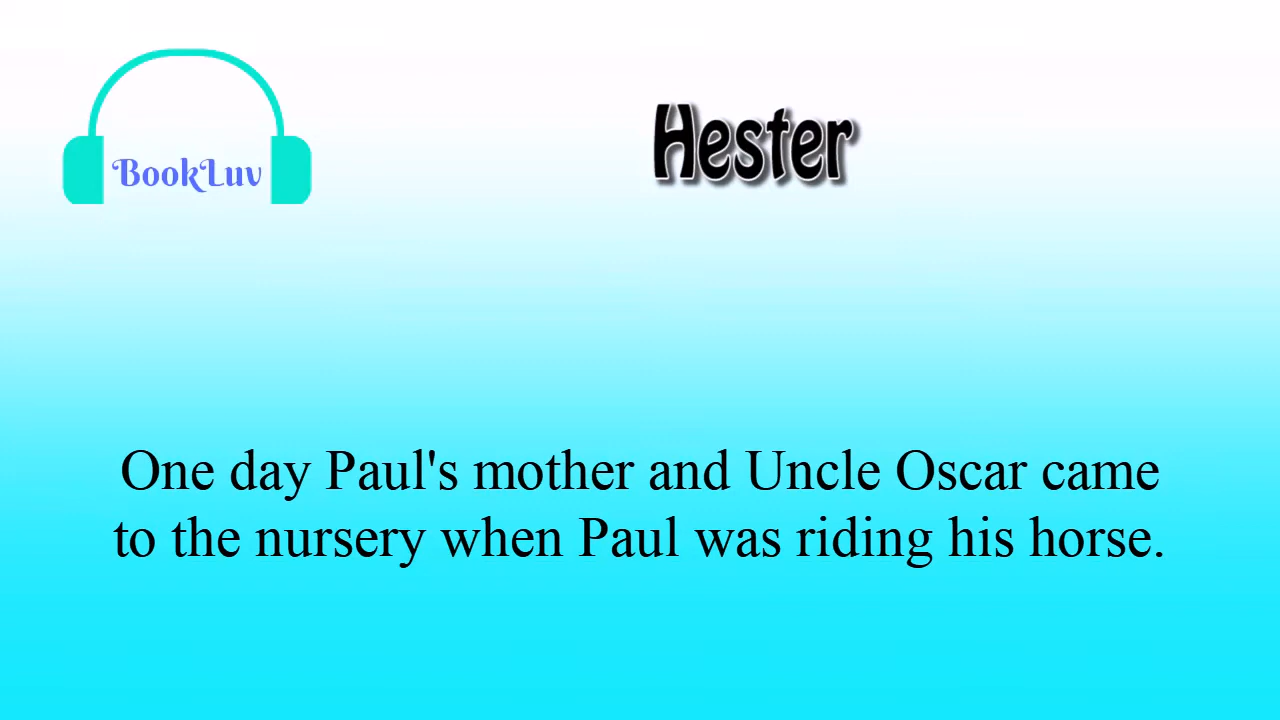 BookLuv
Hester
One day Paul's mother and Uncle Oscar came
to the nursery when Paul was riding his horse.